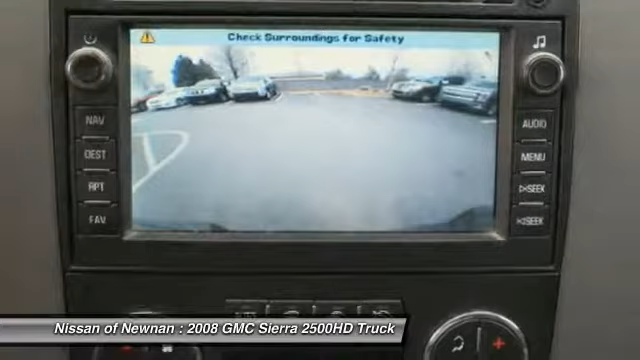 Check Surroundings for Safety
NAV
DEST
RPT
FAV
AUDIO
MENU
SEEK
SEEK
Nissan of Newnan : 2008 GMC Sierra 2500HD Truck